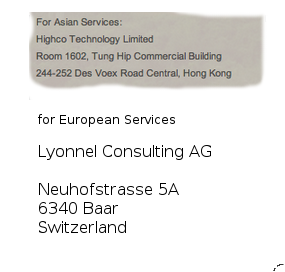 For Asian Services:
Highco Technology Limited
Room 1602, Tung Hip Commercial Building
244-252 Des Voex Road Central, Hong Kong
for European Services
Lyonnel Consulting AG
Neuhofstrasse 5A
6340 Baar
Switzerland